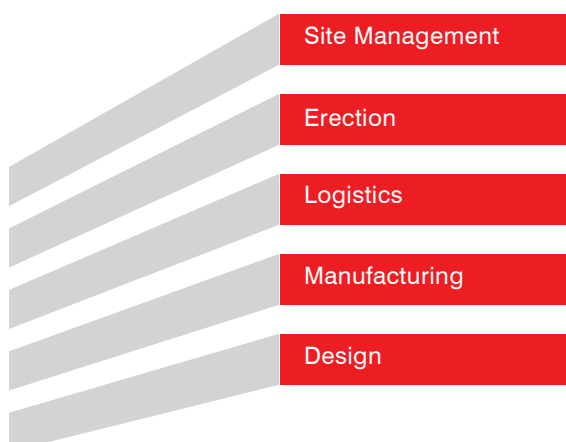 Site Management
Erection
Logistics
Manufacturing
Design